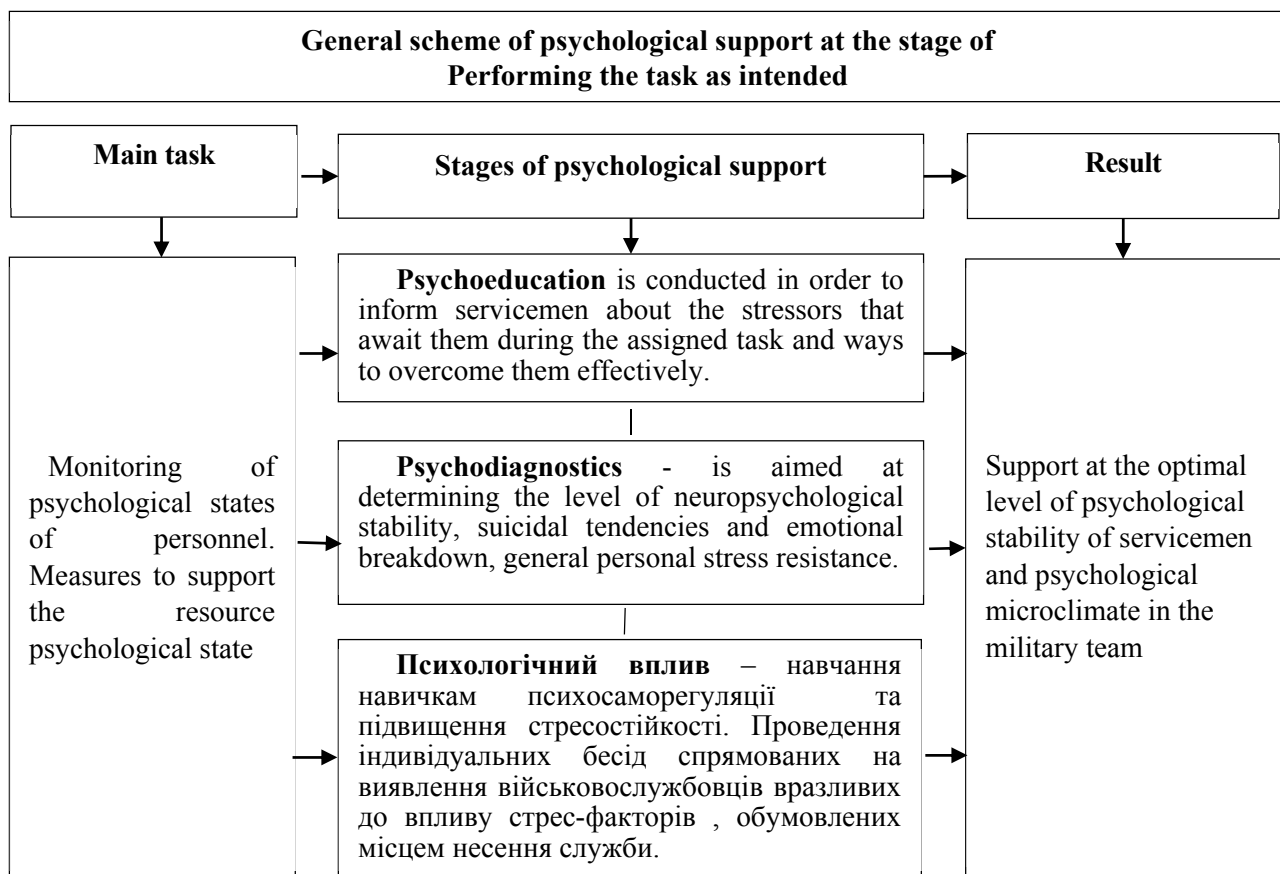 General scheme of psychological support at the stage of
Performing the task as intended
Main task
Stages of psychological support
Result
Monitoring of
psychological states
of personnel.
Measures to support
the resource
psychological state
Psychoeducation is conducted in order to
inform servicemen about the stressors that
await them during the assigned task and ways
to overcome them effectively.
Psychodiagnostics - is aimed at
determining the level of neuropsychological
stability, suicidal tendencies and emotional
breakdown, general personal stress resistance.
Психологічний вплив – навчання
навичкам психосаморегуляції та
підвищення стресостійкості. Проведення
індивідуальних бесід спрямованих на
виявлення військовослужбовців вразливих
до впливу стрес-факторів , обумовлених
місцем несення служби.
Support at the optimal
level of psychological
stability of servicemen
and psychological
microclimate in the
military team